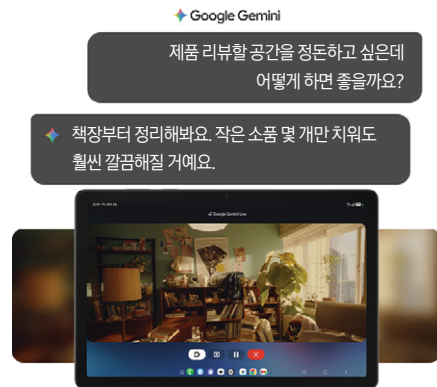 Google Gemini
제품 리뷰할 공간을 정돈하고 싶은데
어떻게 하면 좋을까요?
책장부터 정리해봐요. 작은 소품 몇 개만 치워도
훨씬 깔끔해질 거예요.
Google Gemini Live